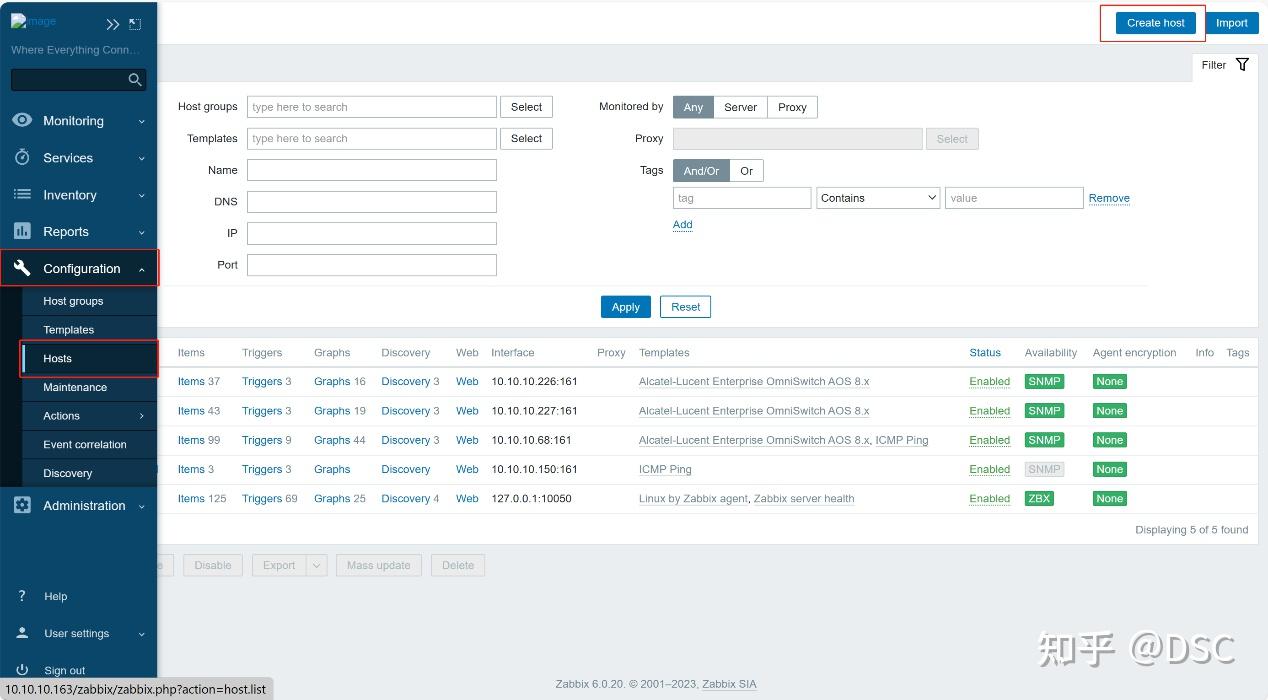 Image
Create host Import
Where Everything Conn...
Filter
Host groups type here to search Select Monitored by Any Server Proxy
Monitoring
Templates type here to search Select Proxy Select
Services
Name Tags And/Or Or
Inventory
DNS tag Contains value Remove
Reports
IP Add
Configuration
Port
Host groups
Apply Reset
Templates
Hosts
Items Triggers Graphs Discovery Web Interface Proxy Templates Status Availability Agent encryption Info Tags
Maintenance
Items 37 Triggers 3 Graphs 16 Discovery 3 Web 10.10.10.226:161 Alcatel-Lucent Enterprise OmniSwitch AOS 8.x Enabled SNMP None
Actions
Items 43 Triggers 3 Graphs 19 Discovery 3 Web 10.10.10.227:161 Alcatel-Lucent Enterprise OmniSwitch AOS 8.x Enabled SNMP None
Event correlation
Items 99 Triggers 9 Graphs 44 Discovery 3 Web 10.10.10.68:161 Alcatel-Lucent Enterprise OmniSwitch AOS 8.x, ICMP Ping Enabled SNMP None
Discovery
Items 3 Triggers 3 Graphs Discovery Web 10.10.10.150:161 ICMP Ping Enabled SNMP None
Administration
Items 125 Triggers 69 Graphs 25 Discovery 4 Web 127.0.0.1:10050 Linux by Zabbix agent, Zabbix server health Enabled ZBX None
Displaying 5 of 5 found
Disable Export Mass update Delete
Help
User settings
Sign out
知乎 @DSC
10.10.10.163/zabbix/zabbix.php?action=host.list
Zabbix 6.0.20. © 2001–2023, Zabbix SIA